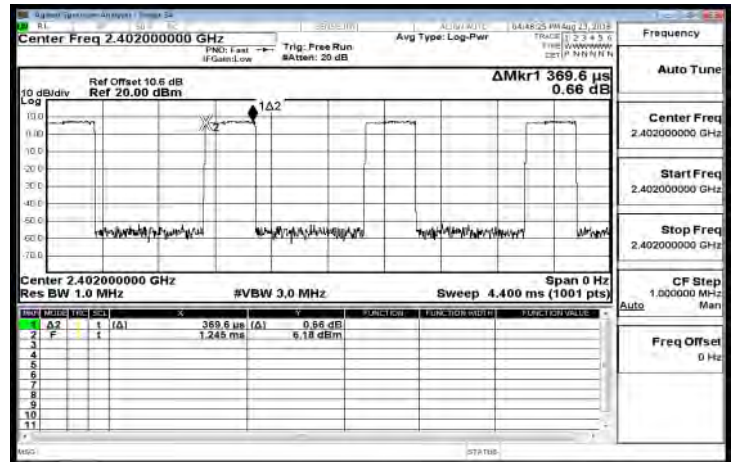 Agilent Spectrum Analyzer - Swept SA
RL
SENSE:INT
ALIGN AUTO
04:48:25 PM Aug 23, 2018
Center Freq 2.402000000 GHz
PNO: Fast
IFGain:Low
Trig: Free Run
#Atten: 20 dB
Avg Type: Log-Pwr
TRACE 1 2 3 4 5 6
TYPE WWWWWW
DET P N N N N N
Frequency
Auto Tune
Ref Offset 10.6 dB
Ref 20.00 dBm
ΔMkr1 369.6 µs
0.66 dB
10 dB/div
Log
1Δ2
10.0
0.00
-10.0
-20.0
-30.0
-40.0
-50.0
-60.0
-70.0
X2
Center Freq
2.402000000 GHz
Start Freq
2.402000000 GHz
Stop Freq
2.402000000 GHz
CF Step
1.000000 MHz
Auto Man
Freq Offset
0 Hz
Center 2.402000000 GHz
Span 0 Hz
Res BW 1.0 MHz
#VBW 3.0 MHz
Sweep 4.400 ms (1001 pts)
MKR MODE TRC SCL X Y FUNCTION FUNCTION WIDTH FUNCTION VALUE
1 Δ2 1 t (Δ) 369.6 µs (Δ) 0.66 dB
2 F 1 t 1.245 ms 6.18 dBm
3
4
5
6
7
8
9
10
11
MSG
STATUS